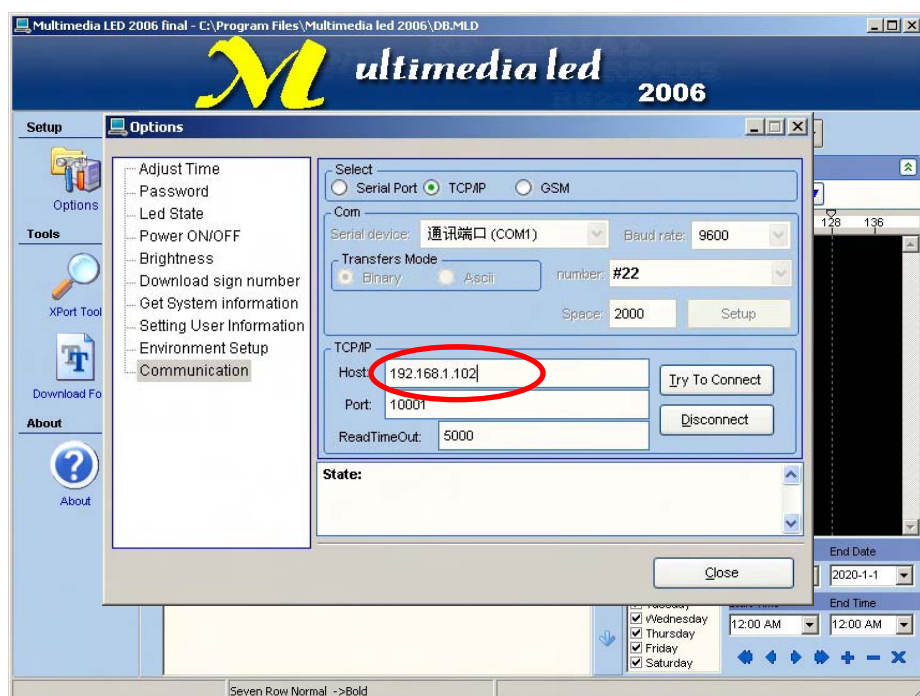 Multimedia LED 2006 final - C:\Program Files\Multimedia led 2006\DB.MLD
Multimedia led
2006
Setup
Options
Tools
XPort Tool
Download Fo
About
About
Options
Adjust Time
Password
Led State
Power ON/OFF
Brightness
Download sign number
Get System information
Setting User Information
Environment Setup
Communication
Select
Serial Port TCP/IP GSM
Com
Serial device: 通讯端口 (COM1) Baud rate: 9600
Transfers Mode
Binary Ascii number: #22
Space: 2000 Setup
TCP/IP
Host: 192.168.1.102
Port: 10001
ReadTimeOut: 5000
Try To Connect
Disconnect
State:
Close
128 136
End Date
2020-1-1
End Time
12:00 AM 12:00 AM
Wednesday
Thursday
Friday
Saturday
Seven Row Normal ->Bold